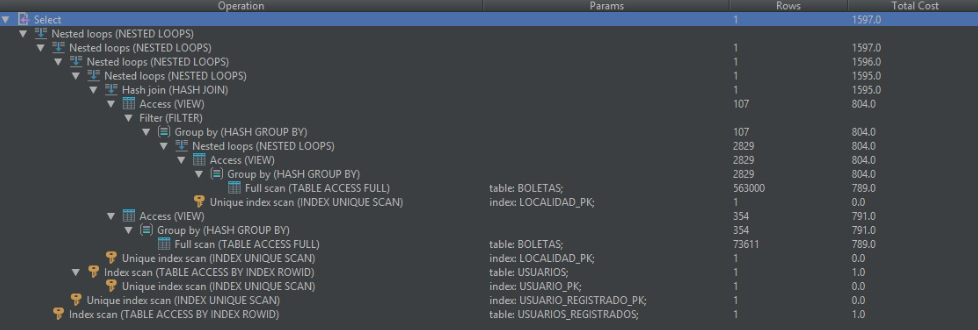 Operation Params Rows Total Cost
Select 1 1597.0
Nested loops (NESTED LOOPS)
Nested loops (NESTED LOOPS) 1 1597.0
Nested loops (NESTED LOOPS) 1 1596.0
Nested loops (NESTED LOOPS) 1 1595.0
Hash join (HASH JOIN) 1 1595.0
Access (VIEW) 107 804.0
Filter (FILTER)
Group by (HASH GROUP BY) 107 804.0
Nested loops (NESTED LOOPS) 2829 804.0
Access (VIEW) 2829 804.0
Group by (HASH GROUP BY) 2829 804.0
Full scan (TABLE ACCESS FULL) table: BOLETAS; 563000 789.0
Unique index scan (INDEX UNIQUE SCAN) index: LOCALIDAD_PK; 1 0.0
Access (VIEW) 354 791.0
Group by (HASH GROUP BY) 354 791.0
Full scan (TABLE ACCESS FULL) table: BOLETAS; 73611 789.0
Unique index scan (INDEX UNIQUE SCAN) index: LOCALIDAD_PK; 1 0.0
Index scan (TABLE ACCESS BY INDEX ROWID) table: USUARIOS; 1 1.0
Unique index scan (INDEX UNIQUE SCAN) index: USUARIO_PK; 1 0.0
Unique index scan (INDEX UNIQUE SCAN) index: USUARIO_REGISTRADO_PK; 1 0.0
Index scan (TABLE ACCESS BY INDEX ROWID) table: USUARIOS_REGISTRADOS; 1 1.0